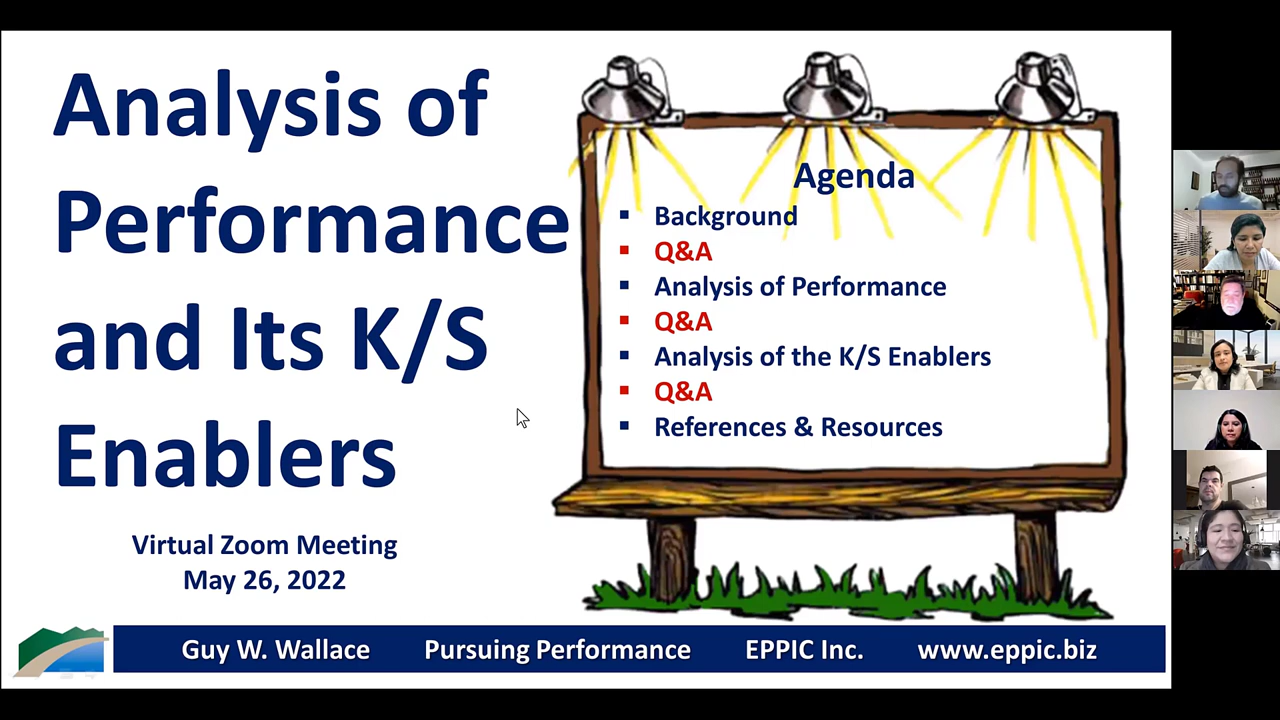 Analysis of
Performance
and Its K/S
Enablers
Virtual Zoom Meeting
May 26, 2022
Agenda
▪ Background
▪ Q&A
▪ Analysis of Performance
▪ Q&A
▪ Analysis of the K/S Enablers
▪ Q&A
▪ References & Resources
Guy W. Wallace Pursuing Performance EPPIC Inc. www.eppic.biz